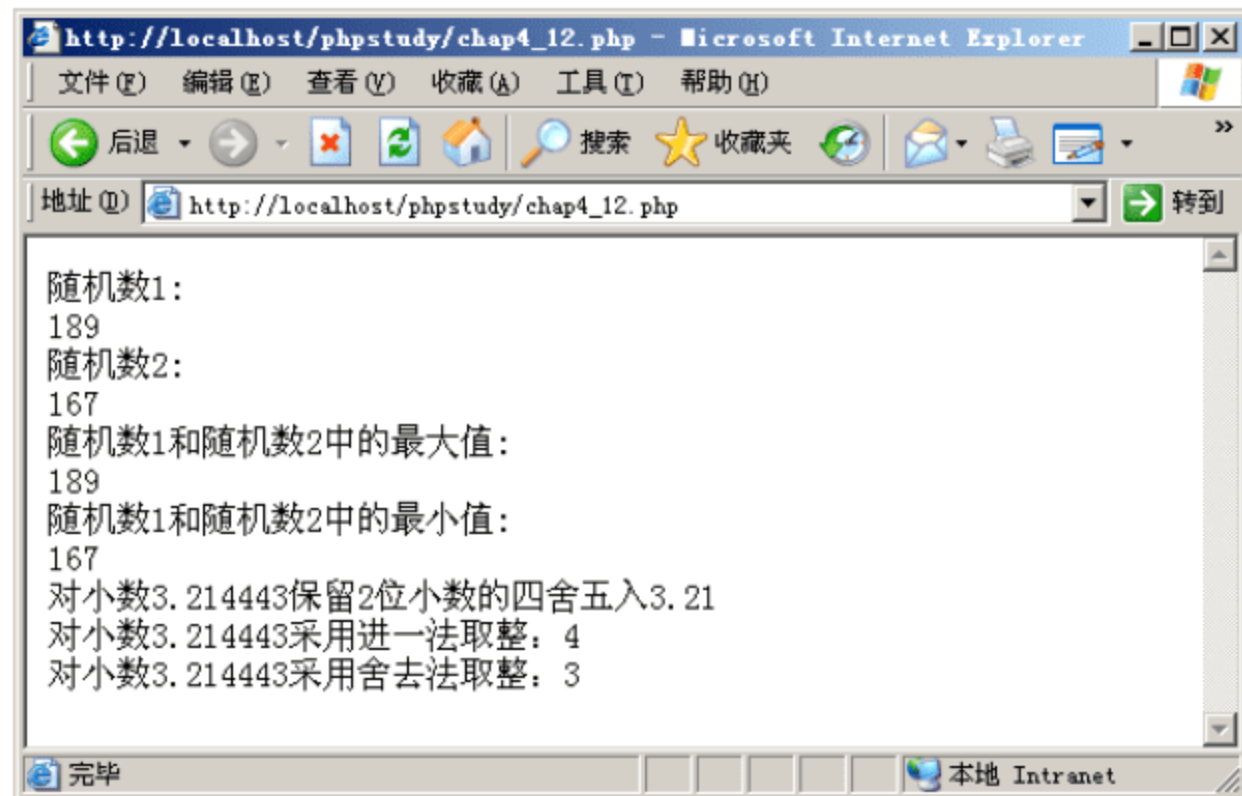 http://localhost/phpstudy/chap4_12.php - Microsoft Internet Explorer
文件(F) 编辑(E) 查看(V) 收藏(A) 工具(T) 帮助(H)
后退 搜索 收藏夹 »
地址(D) http://localhost/phpstudy/chap4_12.php 转到
随机数1:
189
随机数2:
167
随机数1和随机数2中的最大值:
189
随机数1和随机数2中的最小值:
167
对小数3.214443保留2位小数的四舍五入3.21
对小数3.214443采用进一法取整: 4
对小数3.214443采用舍去法取整: 3
完毕 本地 Intranet